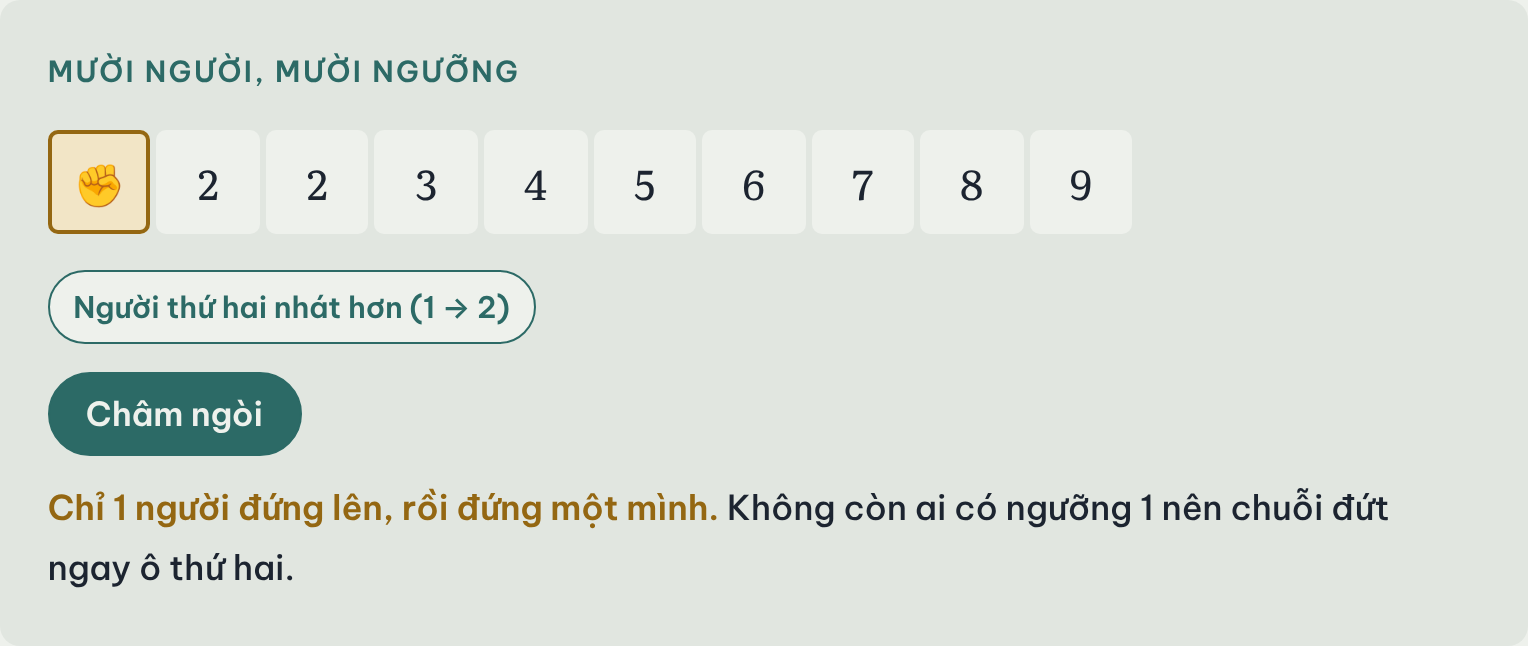 MƯỜI NGƯỜI, MƯỜI NGƯỠNG
✊ 2 2 3 4 5 6 7 8 9
Người thứ hai nhát hơn (1 → 2)
Châm ngòi
Chỉ 1 người đứng lên, rồi đứng một mình. Không còn ai có ngưỡng 1 nên chuỗi đứt
ngay ô thứ hai.